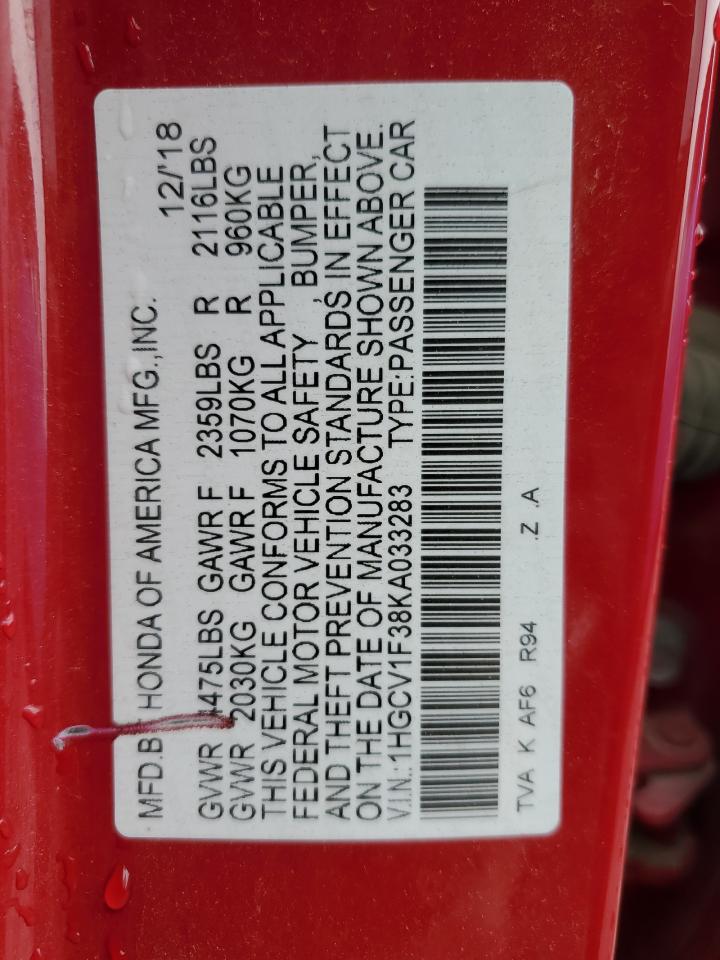 MFD.BY HONDA OF AMERICA MFG.,INC. 12/'18
GVWR 4475LBS GAWR F 2359LBS R 2116LBS
GVWR 2030KG GAWR F 1070KG R 960KG
THIS VEHICLE CONFORMS TO ALL APPLICABLE
FEDERAL MOTOR VEHICLE SAFETY, BUMPER,
AND THEFT PREVENTION STANDARDS IN EFFECT
ON THE DATE OF MANUFACTURE SHOWN ABOVE.
V.I.N.:1HGCV1F38KA033283 TYPE:PASSENGER CAR
TVA K AF6 R94 .Z .A